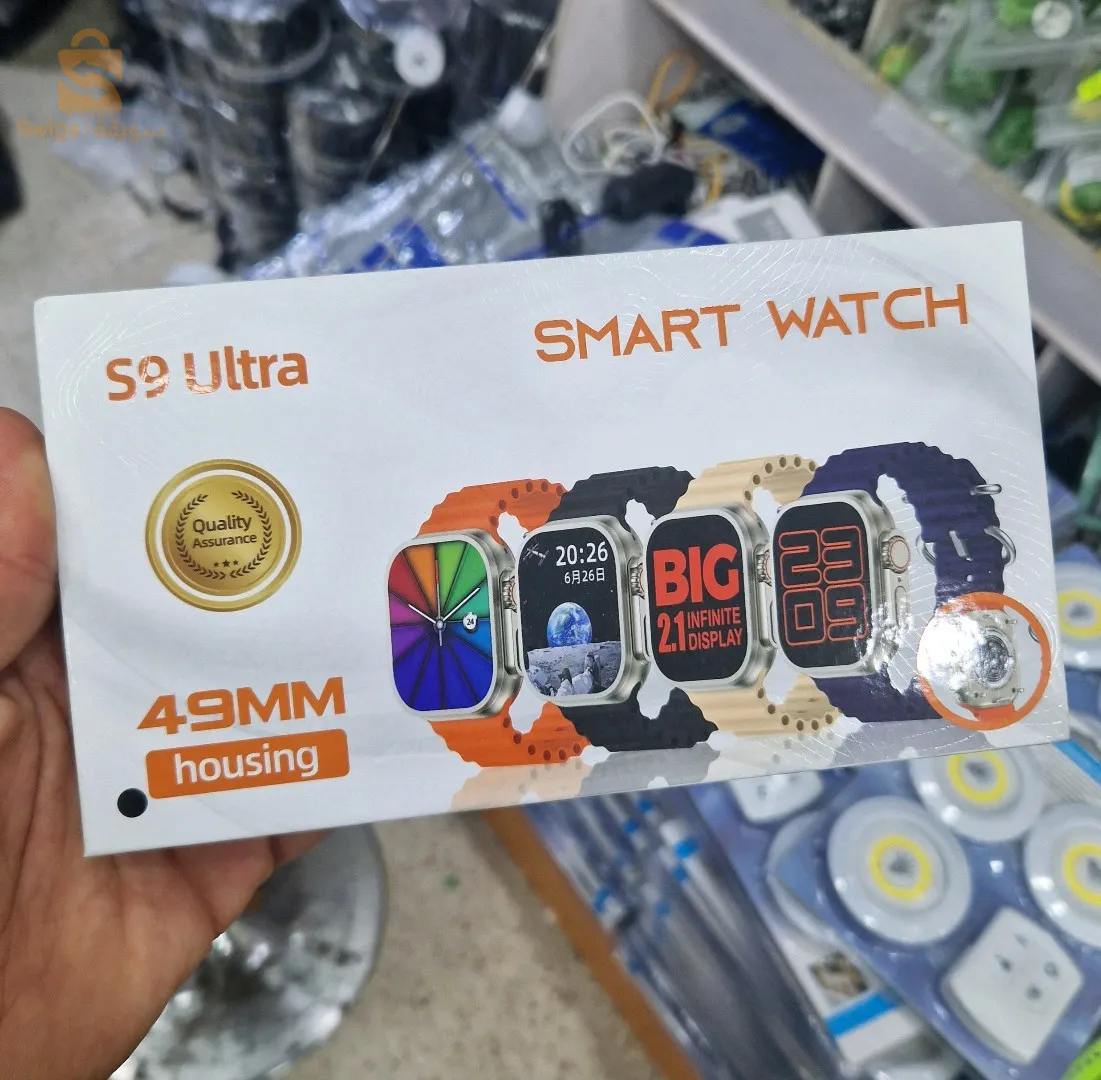 S9 Ultra
SMART WATCH
Quality
Assurance
24
20:26
6月26日
BIG
2.1 INFINITE
DISPLAY
23
09
49MM
housing